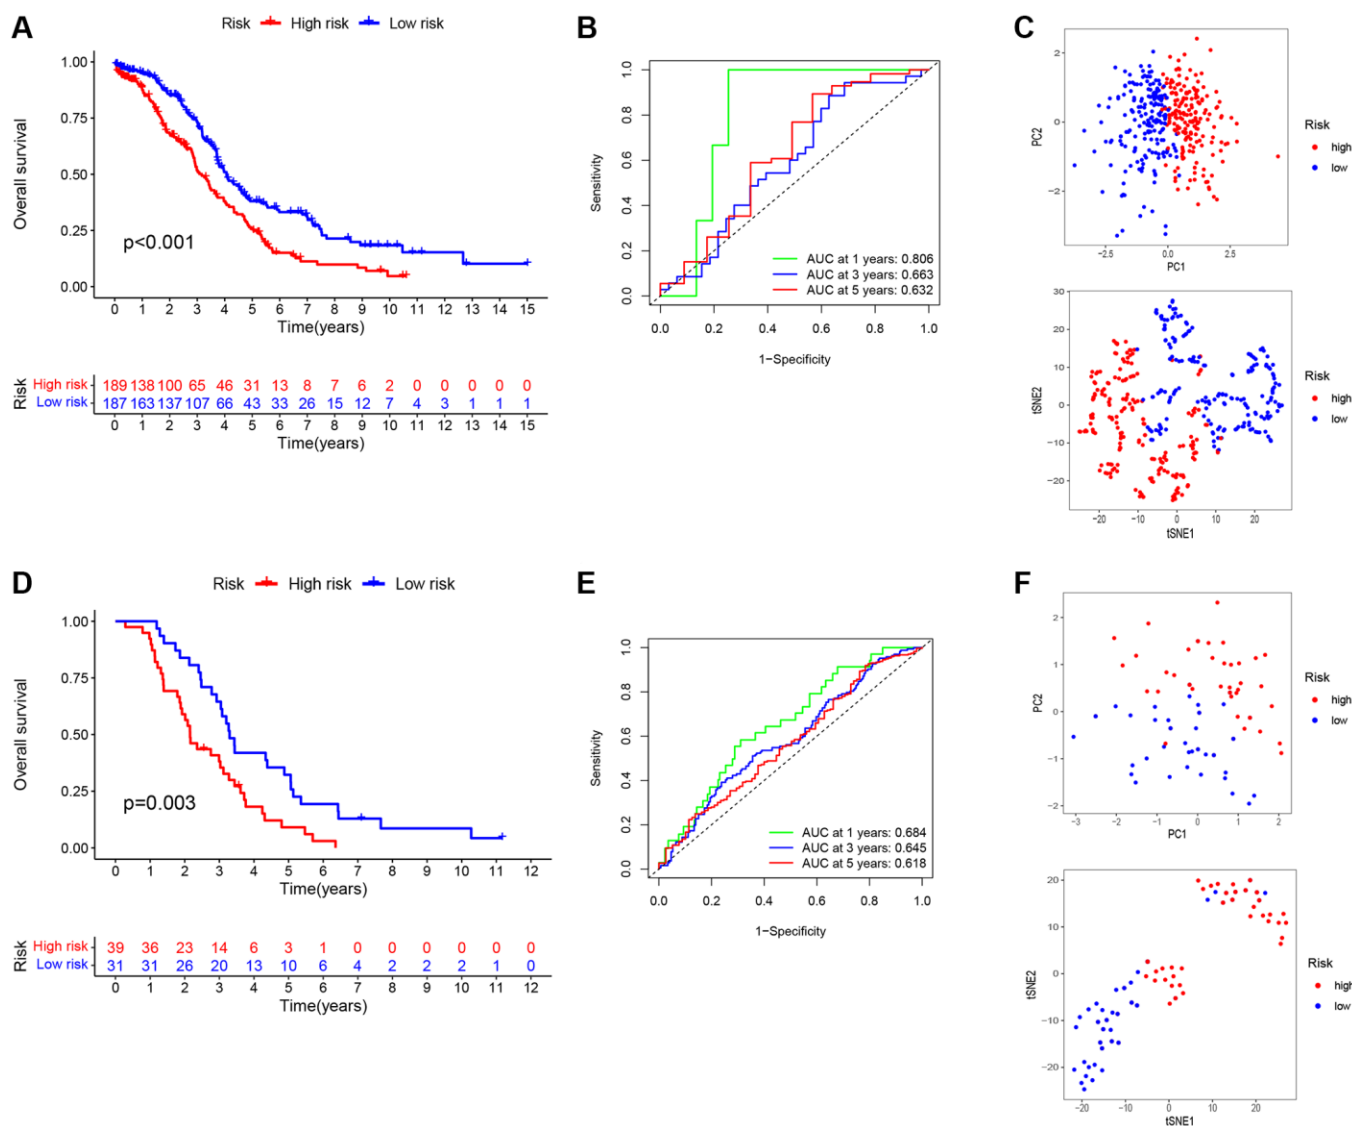 A
Risk High risk Low risk
Overall survival
1.00
0.75
0.50
0.25
0.00
p<0.001
0 1 2 3 4 5 6 7 8 9 10 11 12 13 14 15
Time(years)
Risk
High risk 189 138 100 65 46 31 13 8 7 6 2 0 0 0 0 0
Low risk 187 163 137 107 66 43 33 26 15 12 7 4 3 1 1 1
0 1 2 3 4 5 6 7 8 9 10 11 12 13 14 15
Time(years)
B
Sensitivity
1.0
0.8
0.6
0.4
0.2
0.0
AUC at 1 years: 0.806
AUC at 3 years: 0.663
AUC at 5 years: 0.632
0.0 0.2 0.4 0.6 0.8 1.0
1-Specificity
C
PC2
2
0
−2
−2.5 0.0 2.5
PC1
Risk
high
low
tSNE2
30
20
10
0
−10
−20
−20 −10 0 10 20
tSNE1
Risk
high
low
D
Risk High risk Low risk
Overall survival
1.00
0.75
0.50
0.25
0.00
p=0.003
0 1 2 3 4 5 6 7 8 9 10 11 12
Time(years)
Risk
High risk 39 36 23 14 6 3 1 0 0 0 0 0 0
Low risk 31 31 26 20 13 10 6 4 2 2 2 1 0
0 1 2 3 4 5 6 7 8 9 10 11 12
Time(years)
E
Sensitivity
1.0
0.8
0.6
0.4
0.2
0.0
AUC at 1 years: 0.684
AUC at 3 years: 0.645
AUC at 5 years: 0.618
0.0 0.2 0.4 0.6 0.8 1.0
1-Specificity
F
PC2
2
1
0
−1
−2
−3 −2 −1 0 1 2
PC1
Risk
high
low
tSNE2
20
10
0
−10
−20
−20 −10 0 10 20
tSNE1
Risk
high
low